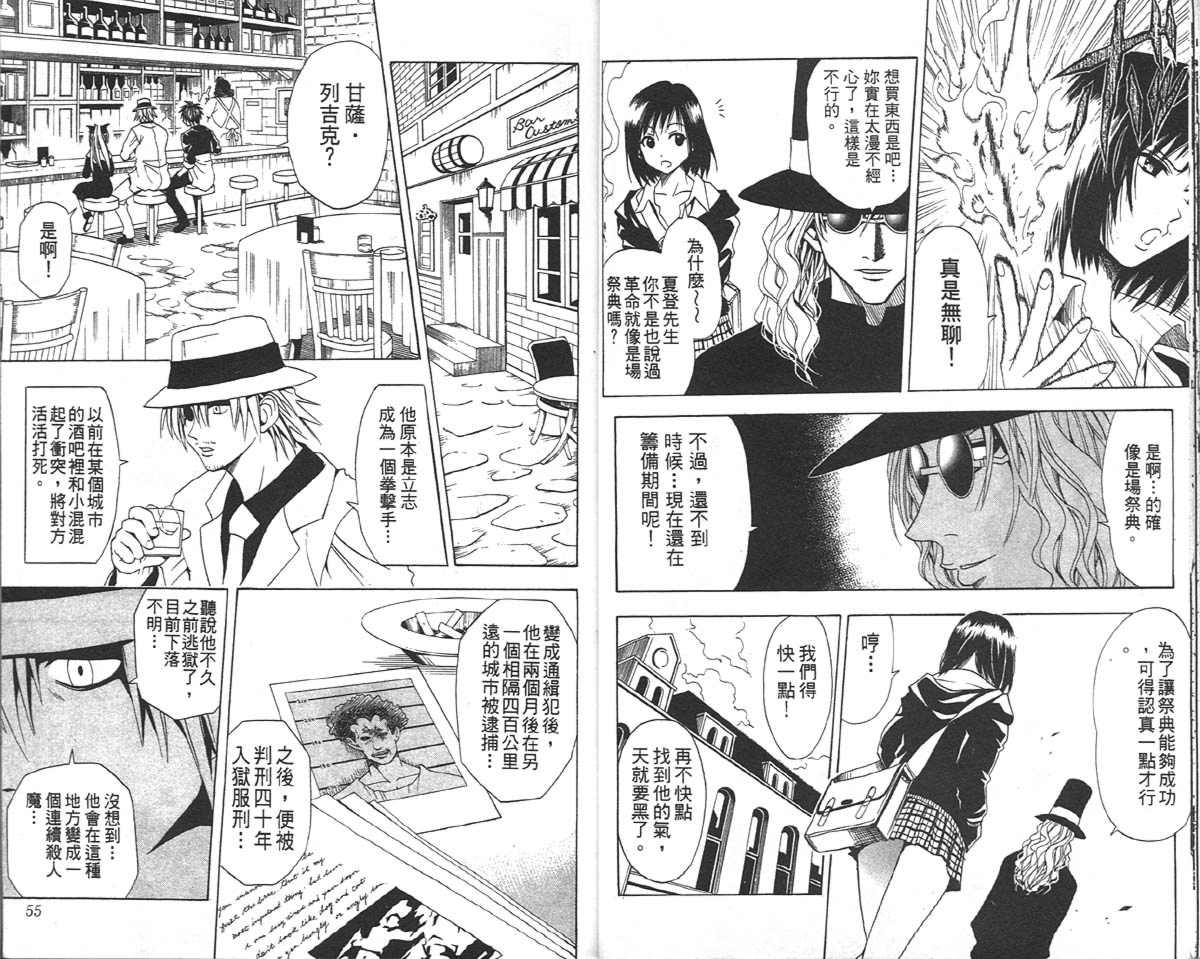 真是無聊！
想買東西是吧…
妳實在太漫不經
心了，這樣是
不行的。
為什麼～～
夏登先生
你不是也說過
革命就像是場
祭典嗎？
是啊…的確
像是場祭典。
不過，還不到
時候…現在還在
籌備期間呢！
為了讓祭典能夠成功
，可得認真一點才行
。
哼…
我們得
快一點！
再不快點
找到他的氣，
天就要黑了。
Bar
Custom
甘薩．
列吉克？
是啊！
他原本是立志
成為一個拳擊手…
以前在某個城市
的酒吧裡和小混混
起了衝突，將對方
活活打死。
變成通緝犯後，
他在兩個月後在另
一個相隔四百公里
遠的城市被逮捕…
之後，便被
判刑四十年
入獄服刑…
聽說他不久
之前逃獄了，
目前下落
不明…
沒想到…
他會在這種
地方變成一
個連續殺人
魔…
55